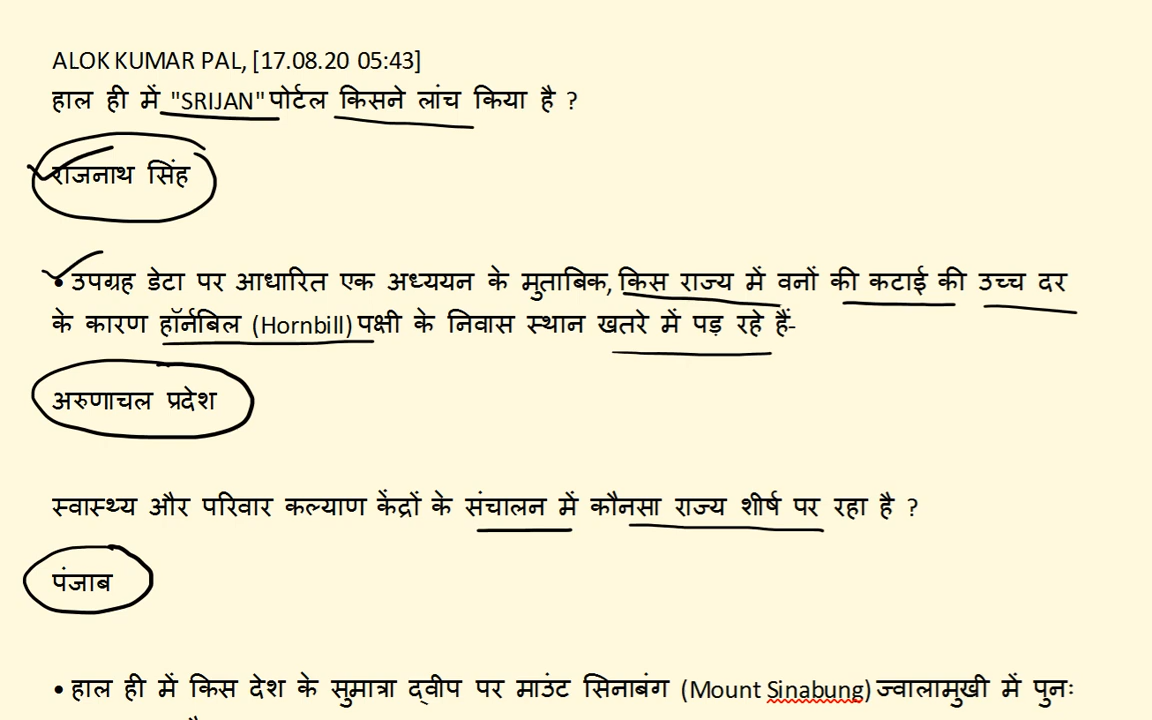 ALOK KUMAR PAL, [17.08.20 05:43]
हाल ही में "SRIJAN" पोर्टल किसने लांच किया है ?
राजनाथ सिंह
• उपग्रह डेटा पर आधारित एक अध्ययन के मुताबिक, किस राज्य में वनों की कटाई की उच्च दर
के कारण हॉर्नबिल (Hornbill) पक्षी के निवास स्थान खतरे में पड़ रहे हैं-
अरुणाचल प्रदेश
स्वास्थ्य और परिवार कल्याण केंद्रों के संचालन में कौनसा राज्य शीर्ष पर रहा है ?
पंजाब
• हाल ही में किस देश के सुमात्रा द्वीप पर माउंट सिनाबंग (Mount Sinabung) ज्वालामुखी में पुनः